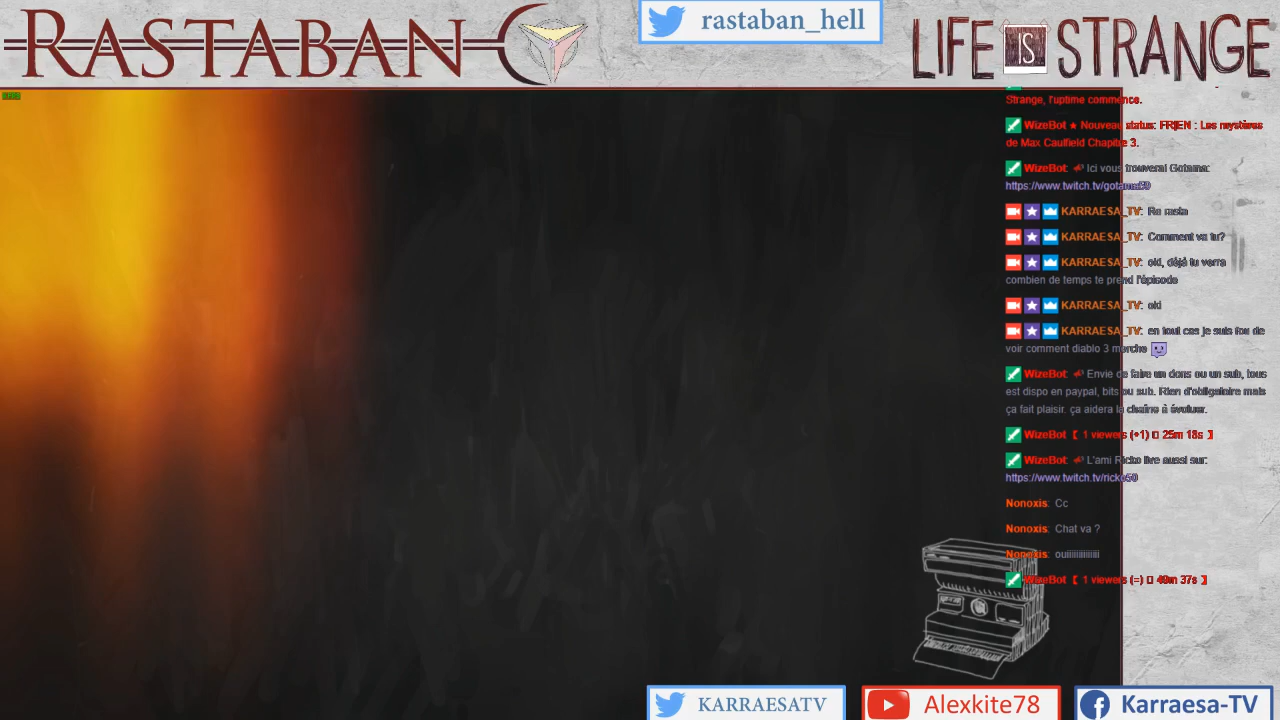 RASTABAN
rastaban_hell
LIFE IS STRANGE
Strange, l'uptime commence.
WizeBot ★ Nouveau status: FR|EN : Les mystères
de Max Caulfield Chapitre 3.
WizeBot: Ici vous trouverai Gotama:
https://www.twitch.tv/gotama50
KARRAESA_TV: Re rasta
KARRAESA_TV: Comment va tu?
KARRAESA_TV: oki, déjà tu verra
combien de temps te prend l'épisode
KARRAESA_TV: oki
KARRAESA_TV: en tout cas je suis fou de
voir comment diablo 3 marche
WizeBot: Envie de faire un dons ou un sub, tous
est dispo en paypal, bits ou sub. Rien d'obligatoire mais
ça fait plaisir. ça aidera la chaîne à évoluer.
WizeBot 【 1 viewers (+1) 25m 18s 】
WizeBot: L'ami Ricko live aussi sur:
https://www.twitch.tv/ricko50
Nonoxis: Cc
Nonoxis: Chat va ?
Nonoxis: ouiiiiiiiiiiiiiii
WizeBot 【 1 viewers (=) 40m 37s 】
KARRAESATV
Alexkite78
Karraesa-TV